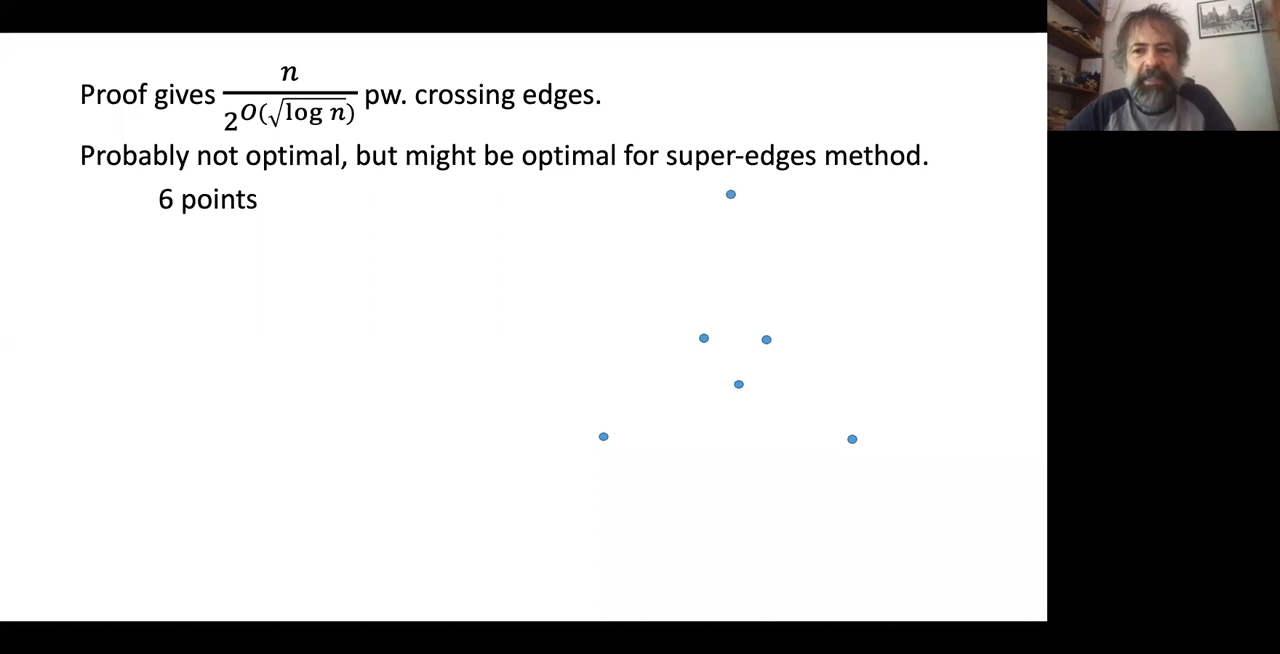 Proof gives n / 2^O(√log n) pw. crossing edges.
Probably not optimal, but might be optimal for super-edges method.
6 points